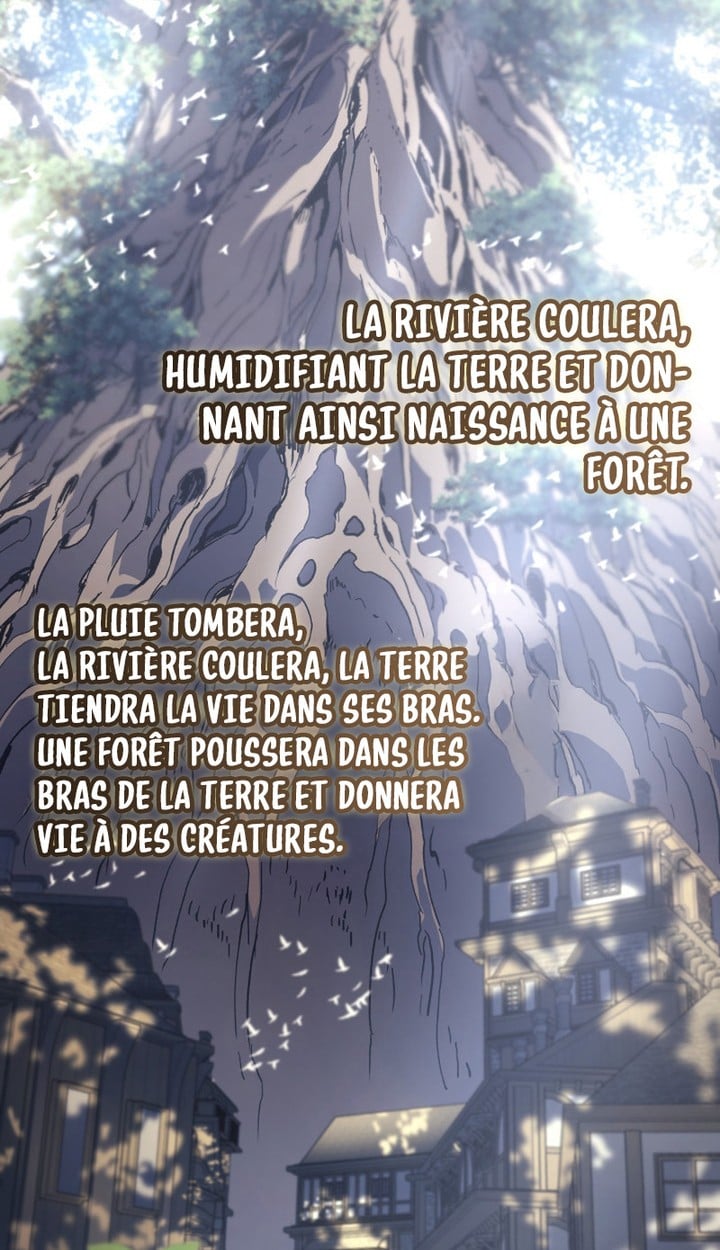 LA RIVIÈRE COULERA,
HUMIDIFIANT LA TERRE ET DON-
NANT AINSI NAISSANCE À UNE
FORÊT.
LA PLUIE TOMBERA,
LA RIVIÈRE COULERA, LA TERRE
TIENDRA LA VIE DANS SES BRAS.
UNE FORÊT POUSSERA DANS LES
BRAS DE LA TERRE ET DONNERA
VIE À DES CRÉATURES.